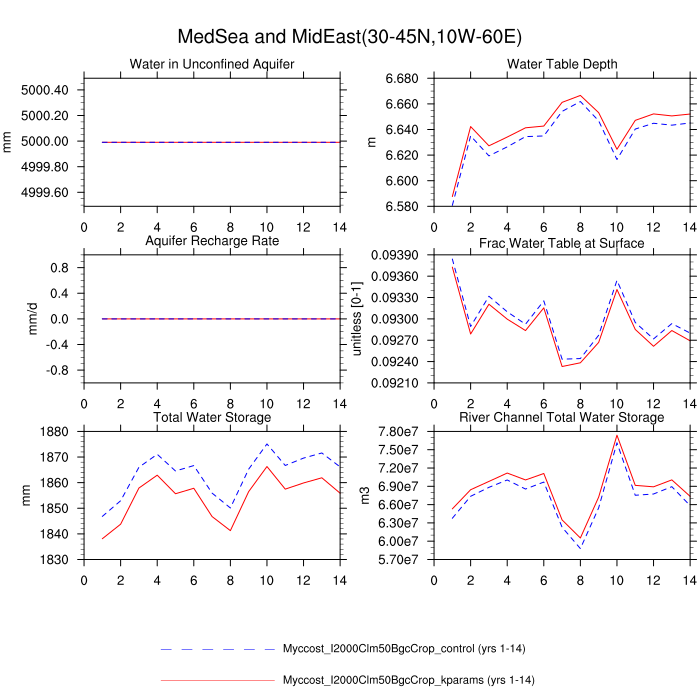 MedSea and MidEast(30-45N,10W-60E)
Water in Unconfined Aquifer
mm
5000.40
5000.20
5000.00
4999.80
4999.60
0 2 4 6 8 10 12 14
Water Table Depth
m
6.680
6.660
6.640
6.620
6.600
6.580
0 2 4 6 8 10 12 14
Aquifer Recharge Rate
mm/d
0.8
0.4
0.0
-0.4
-0.8
0 2 4 6 8 10 12 14
Frac Water Table at Surface
unitless [0-1]
0.09390
0.09360
0.09330
0.09300
0.09270
0.09240
0.09210
0 2 4 6 8 10 12 14
Total Water Storage
mm
1880
1870
1860
1850
1840
1830
0 2 4 6 8 10 12 14
River Channel Total Water Storage
m3
7.80e7
7.50e7
7.20e7
6.90e7
6.60e7
6.30e7
6.00e7
5.70e7
0 2 4 6 8 10 12 14
Myccost_I2000Clm50BgcCrop_control (yrs 1-14)
Myccost_I2000Clm50BgcCrop_kparams (yrs 1-14)